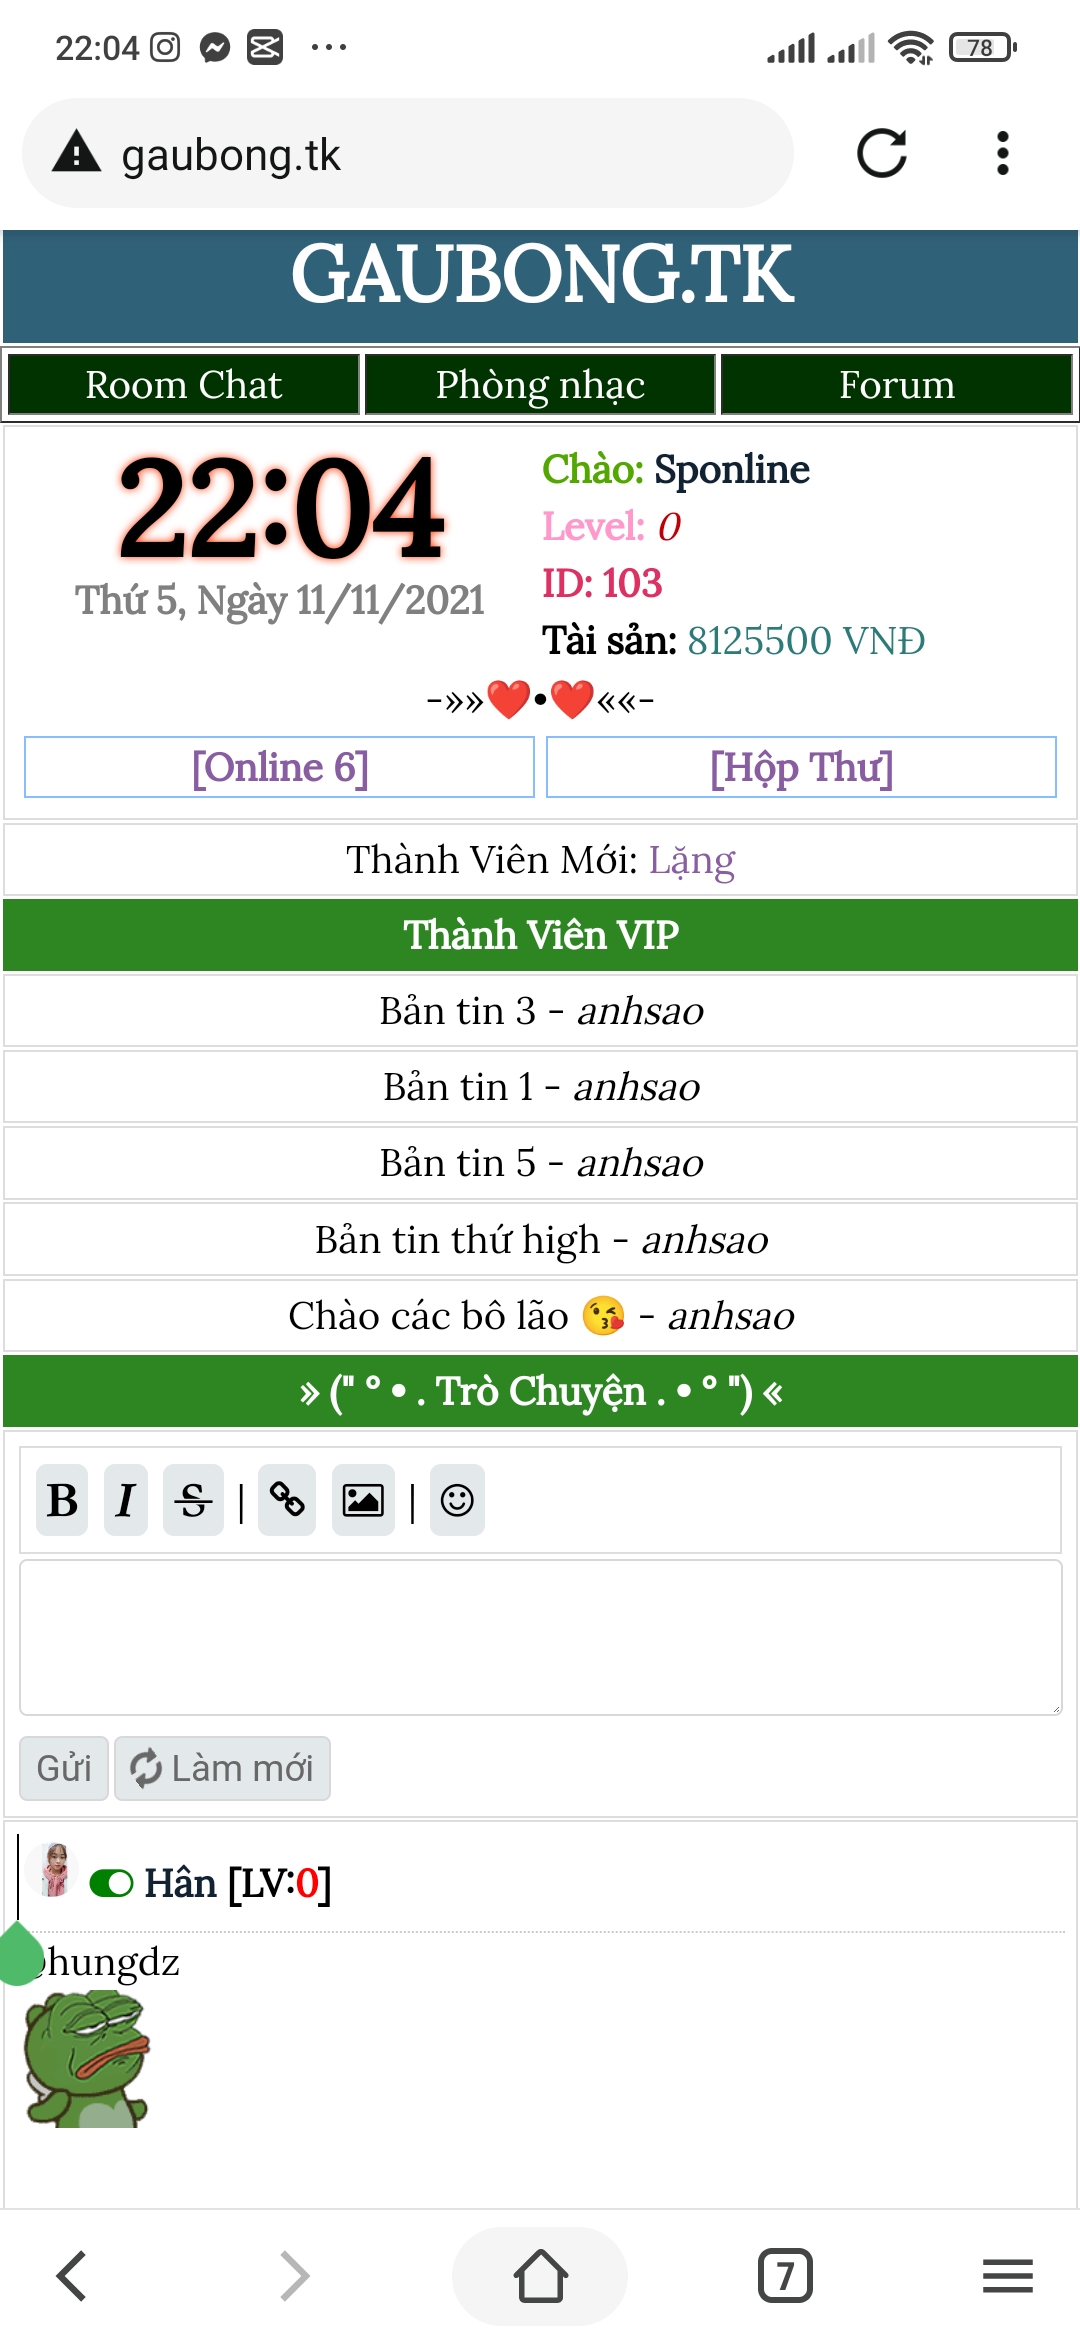 22:04
78
gaubong.tk
GAUBONG.TK
Room Chat Phòng nhạc Forum
22:04
Thứ 5, Ngày 11/11/2021
Chào: Sponline
Level: 0
ID: 103
Tài sản: 8125500 VNĐ
-»»❤️•❤️««-
[Online 6] [Hộp Thư]
Thành Viên Mới: Lặng
Thành Viên VIP
Bản tin 3 - anhsao
Bản tin 1 - anhsao
Bản tin 5 - anhsao
Bản tin thứ high - anhsao
Chào các bô lão 😘 - anhsao
» (" ° • . Trò Chuyện . • ° ") «
B I S | |
Gửi Làm mới
Hân [LV:0]
@hungdz
7